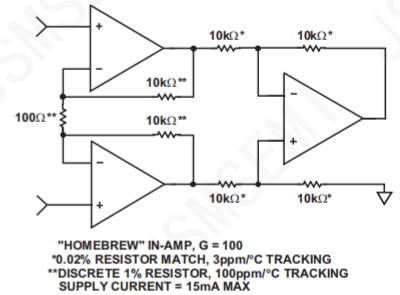 10kΩ* 10kΩ*
+
−
10kΩ**
100Ω**
10kΩ**
−
+
−
+
10kΩ* 10kΩ*
"HOMEBREW" IN-AMP, G = 100
*0.02% RESISTOR MATCH, 3ppm/°C TRACKING
**DISCRETE 1% RESISTOR, 100ppm/°C TRACKING
SUPPLY CURRENT = 15mA MAX